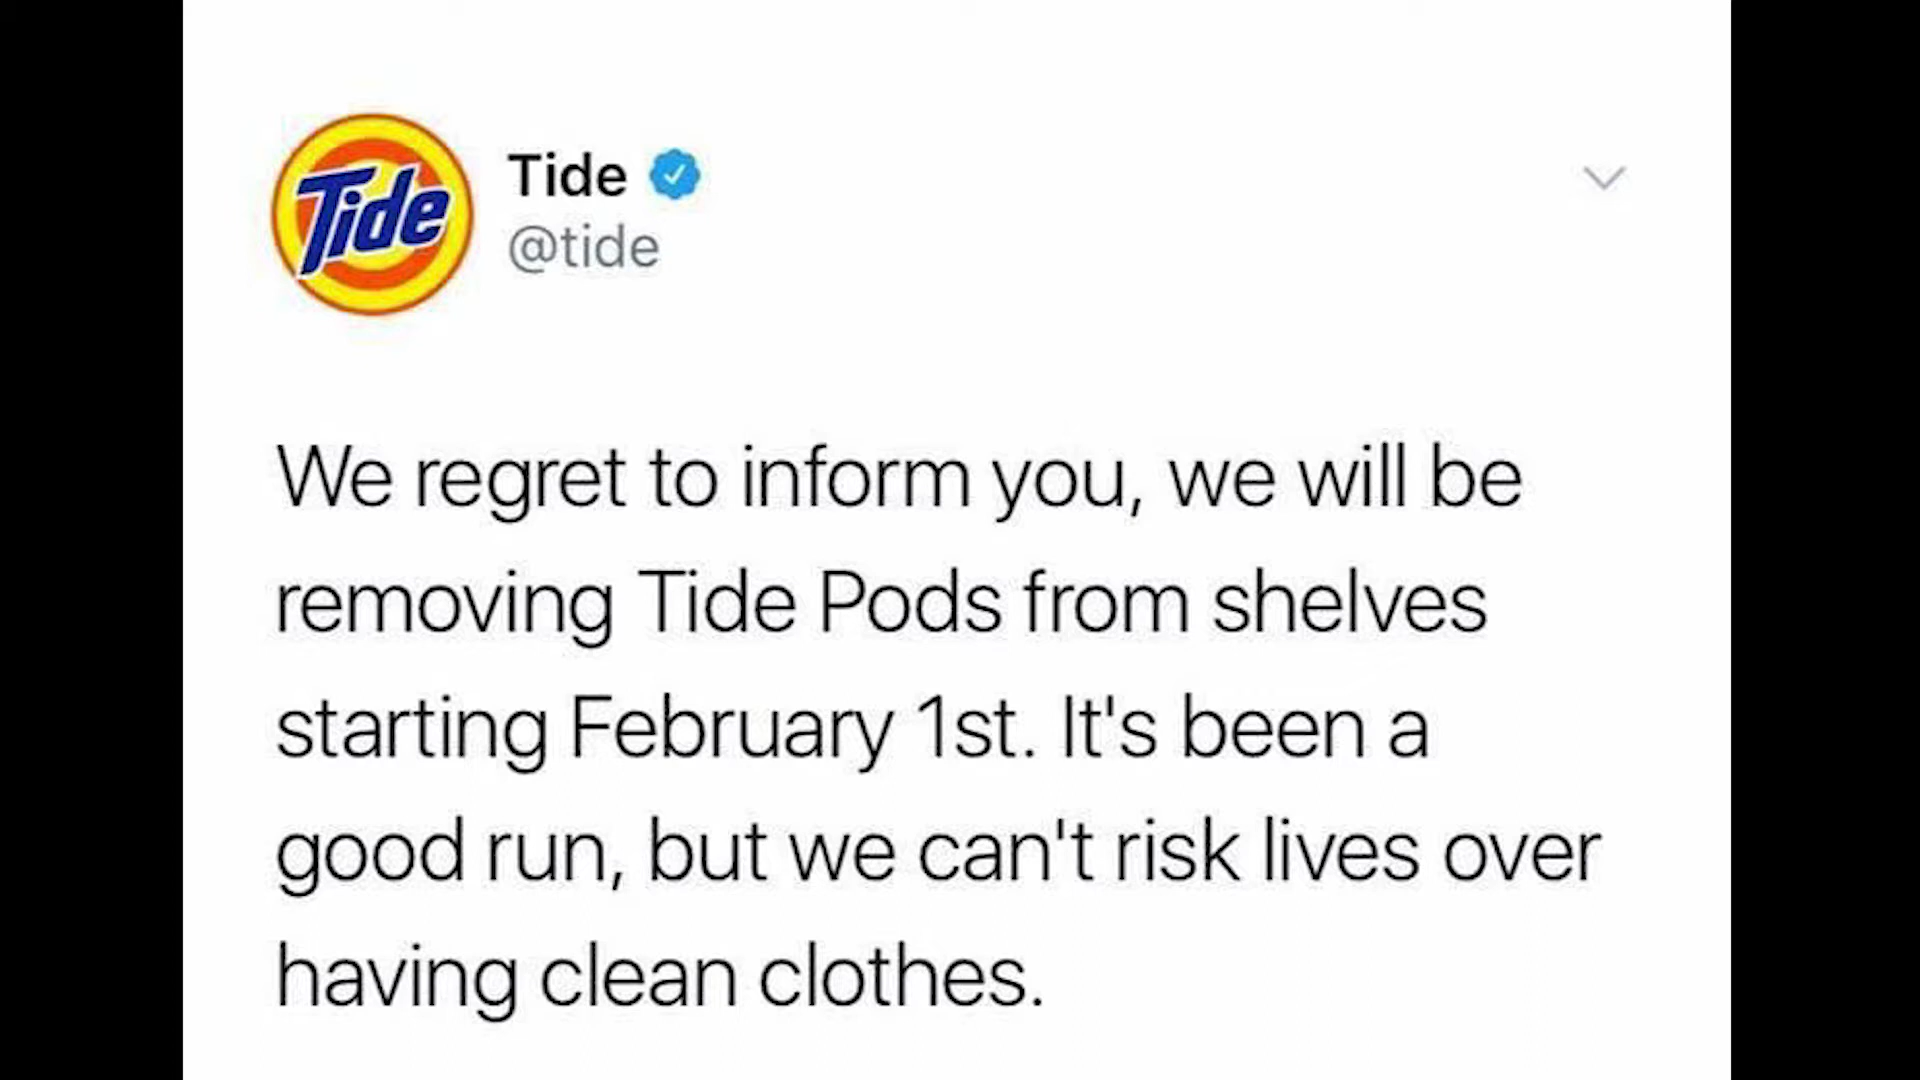 Tide
Tide
@tide
We regret to inform you, we will be
removing Tide Pods from shelves
starting February 1st. It's been a
good run, but we can't risk lives over
having clean clothes.